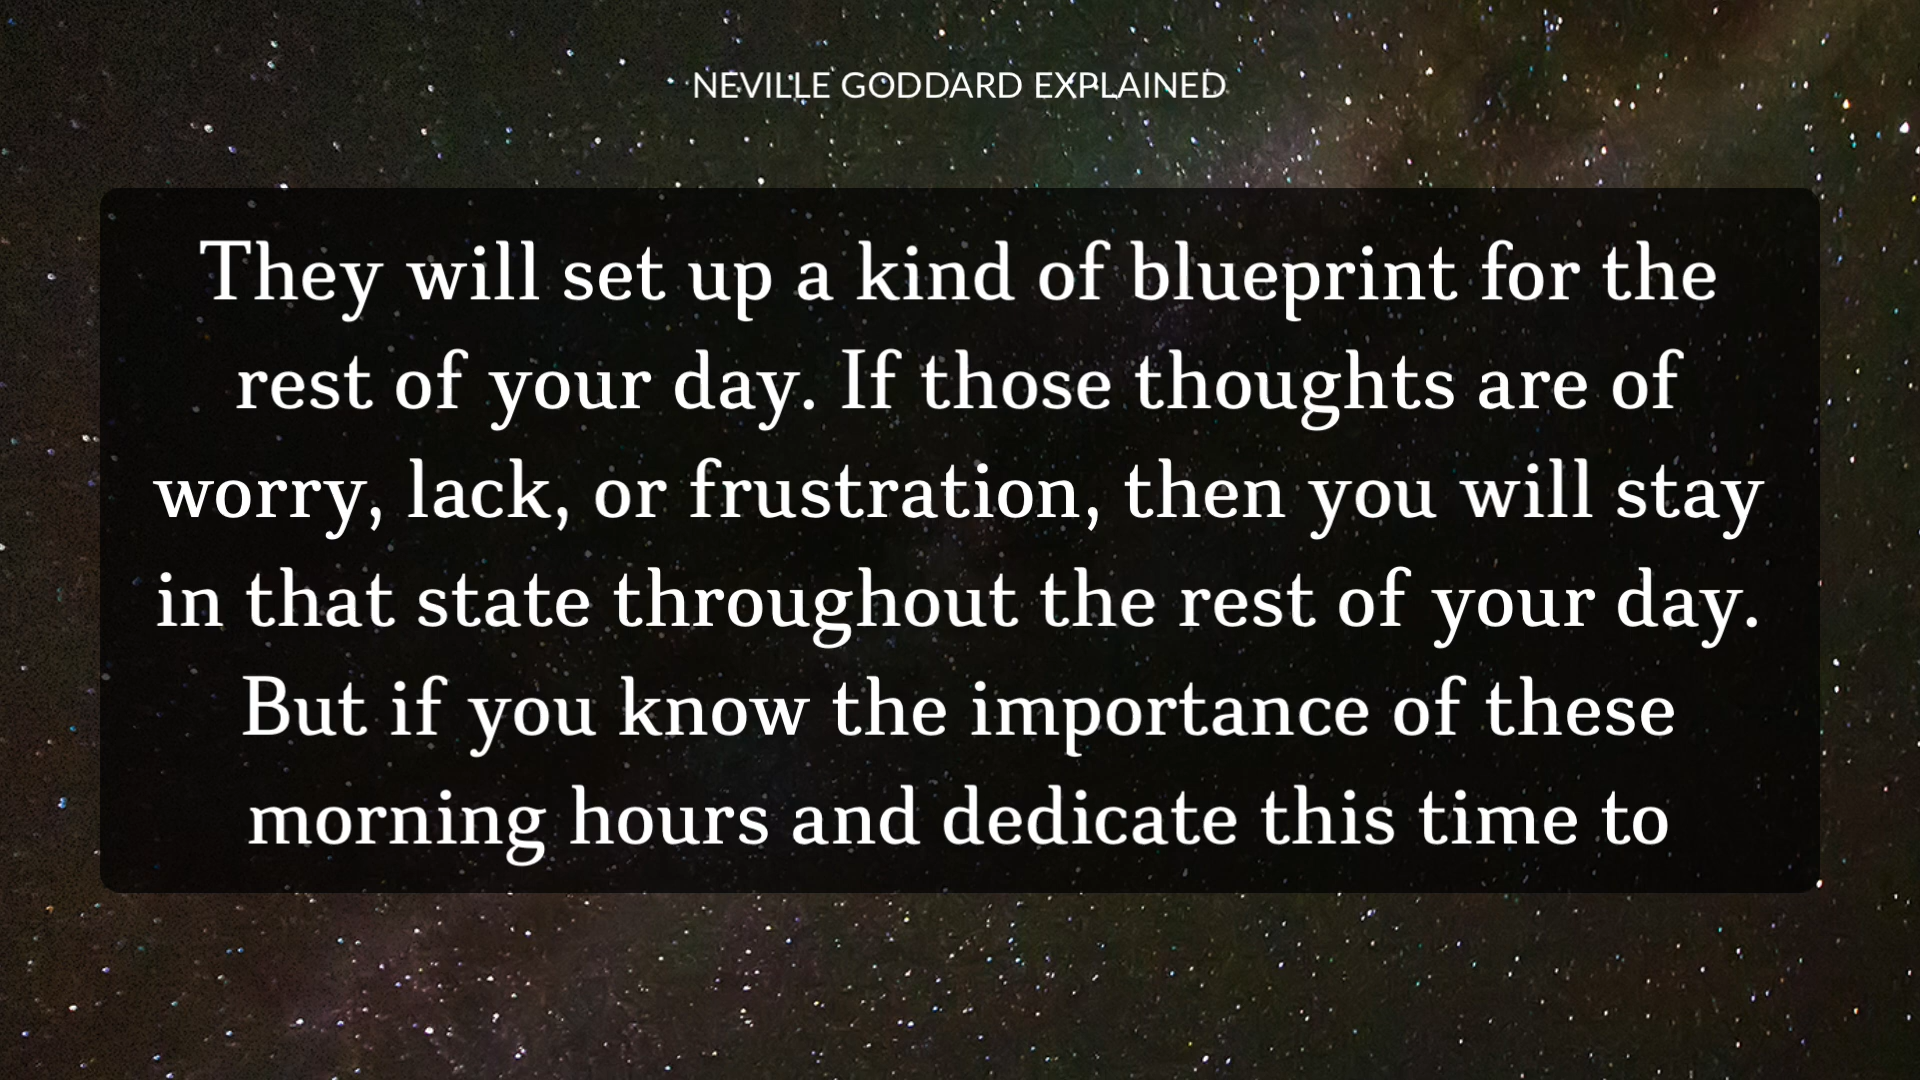 NEVILLE GODDARD EXPLAINED
They will set up a kind of blueprint for the
rest of your day. If those thoughts are of
worry, lack, or frustration, then you will stay
in that state throughout the rest of your day.
But if you know the importance of these
morning hours and dedicate this time to